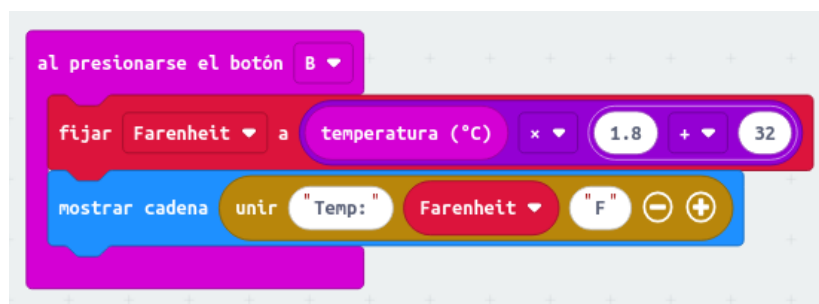 al presionarse el botón B
fijar Farenheit a temperatura (°C) × 1.8 + 32
mostrar cadena unir "Temp:" Farenheit "F"